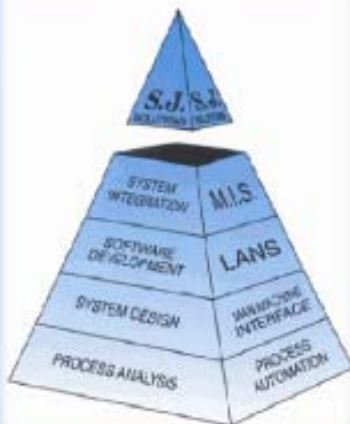 S.J. S.J.
SOLUTIONS
SYSTEM
INTEGRATION
M.I.S.
SOFTWARE
DEVELOPMENT
LANS
SYSTEM DESIGN
MAN MACHINE
INTERFACE
PROCESS ANALYSIS
PROCESS
AUTOMATION